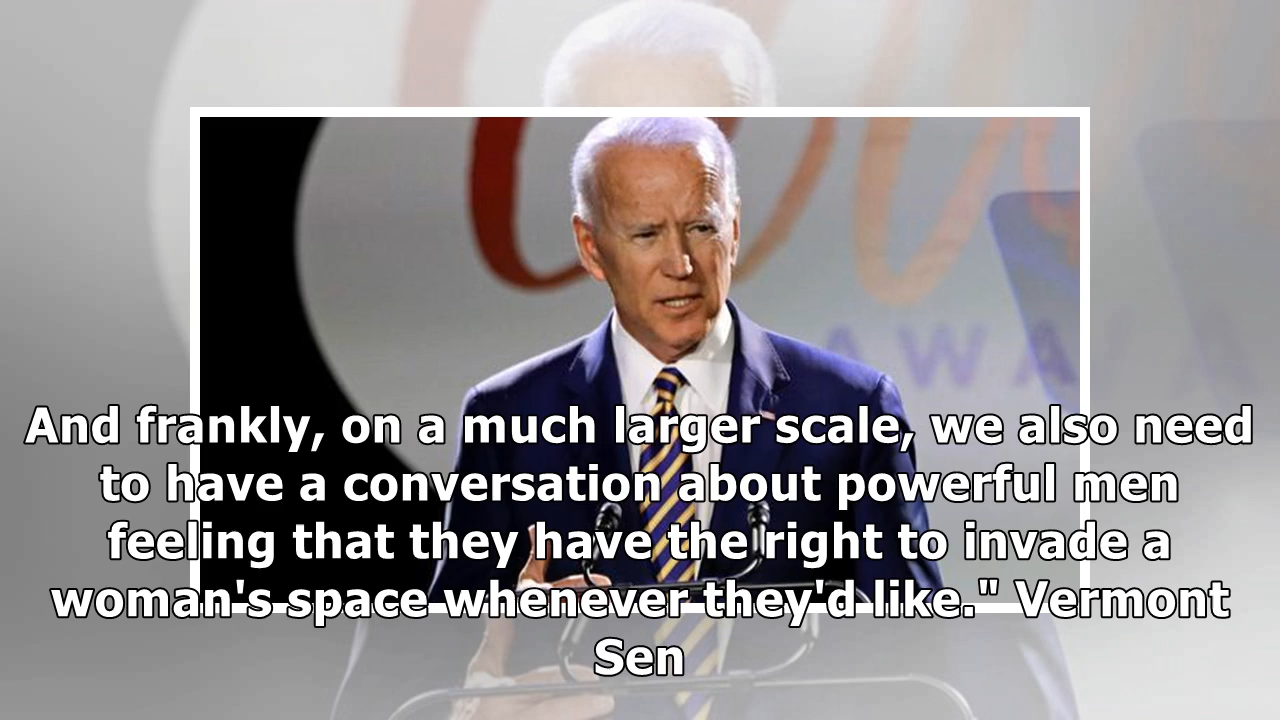 AWA
And frankly, on a much larger scale, we also need
to have a conversation about powerful men
feeling that they have the right to invade a
woman's space whenever they'd like." Vermont
Sen